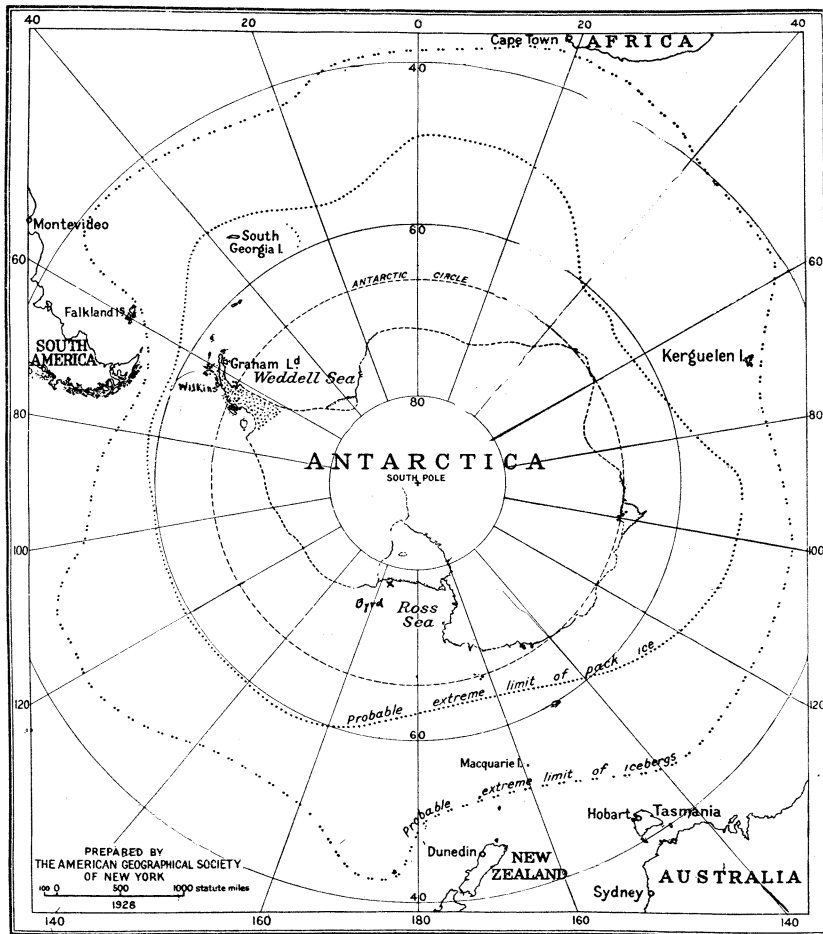 40
20
0
20
40
Cape Town
AFRICA
40
Montevideo
South
Georgia I.
60
60
60
ANTARCTIC CIRCLE
Falkland Is
SOUTH
AMERICA
Graham Ld
Weddell Sea
Wilkins
Kerguelen I.
80
80
80
ANTARCTICA
SOUTH POLE
100
100
Byrd
Ross
Sea
Probable extreme limit of pack ice
120
120
60
Macquarie I.
Probable extreme limit of icebergs
Hobart
Tasmania
PREPARED BY
THE AMERICAN GEOGRAPHICAL SOCIETY
OF NEW YORK
100 0 500 1000 statute miles
1928
Dunedin
NEW
ZEALAND
AUSTRALIA
Sydney
40
140
160
180
160
140